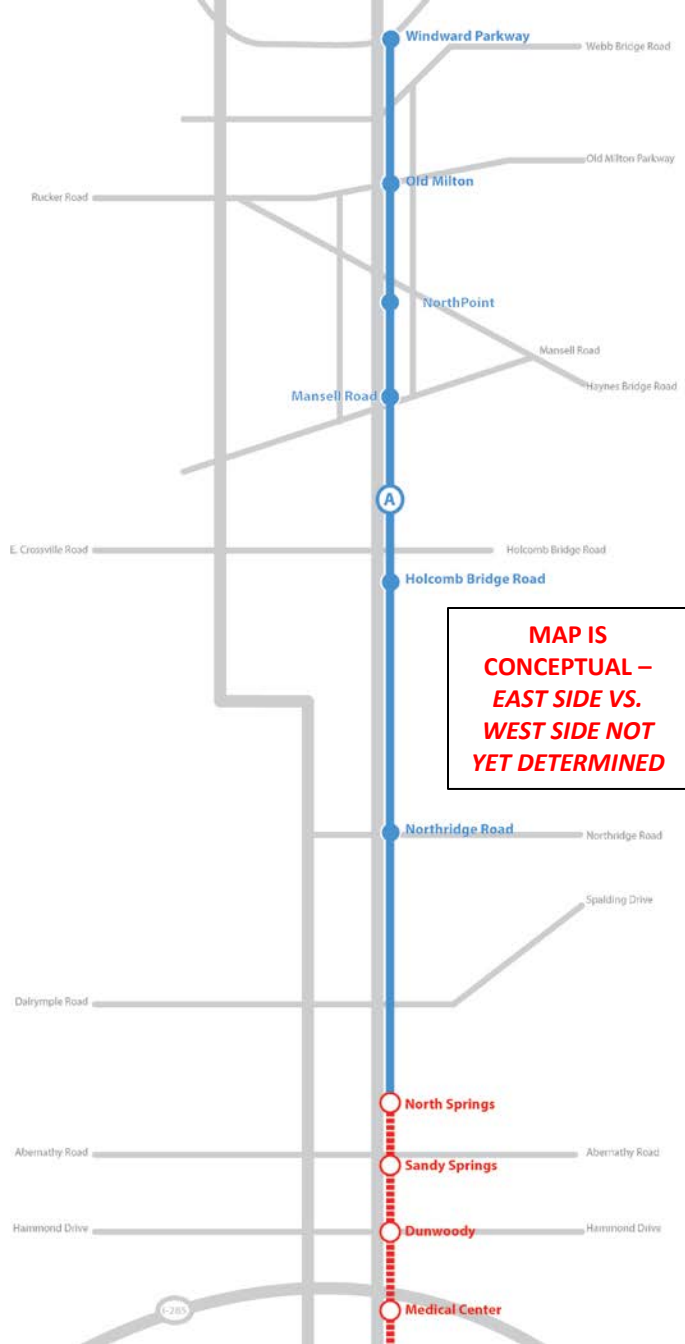 Windward Parkway
Webb Bridge Road
Old Milton Parkway
Old Milton
Rucker Road
NorthPoint
Mansell Road
Haynes Bridge Road
Mansell Road
A
E. Crossville Road
Holcomb Bridge Road
Holcomb Bridge Road
MAP IS
CONCEPTUAL –
EAST SIDE VS.
WEST SIDE NOT
YET DETERMINED
Northridge Road
Northridge Road
Spalding Drive
Dalrymple Road
North Springs
Abernathy Road
Abernathy Road
Sandy Springs
Hammond Drive
Dunwoody
Hammond Drive
I-285
Medical Center